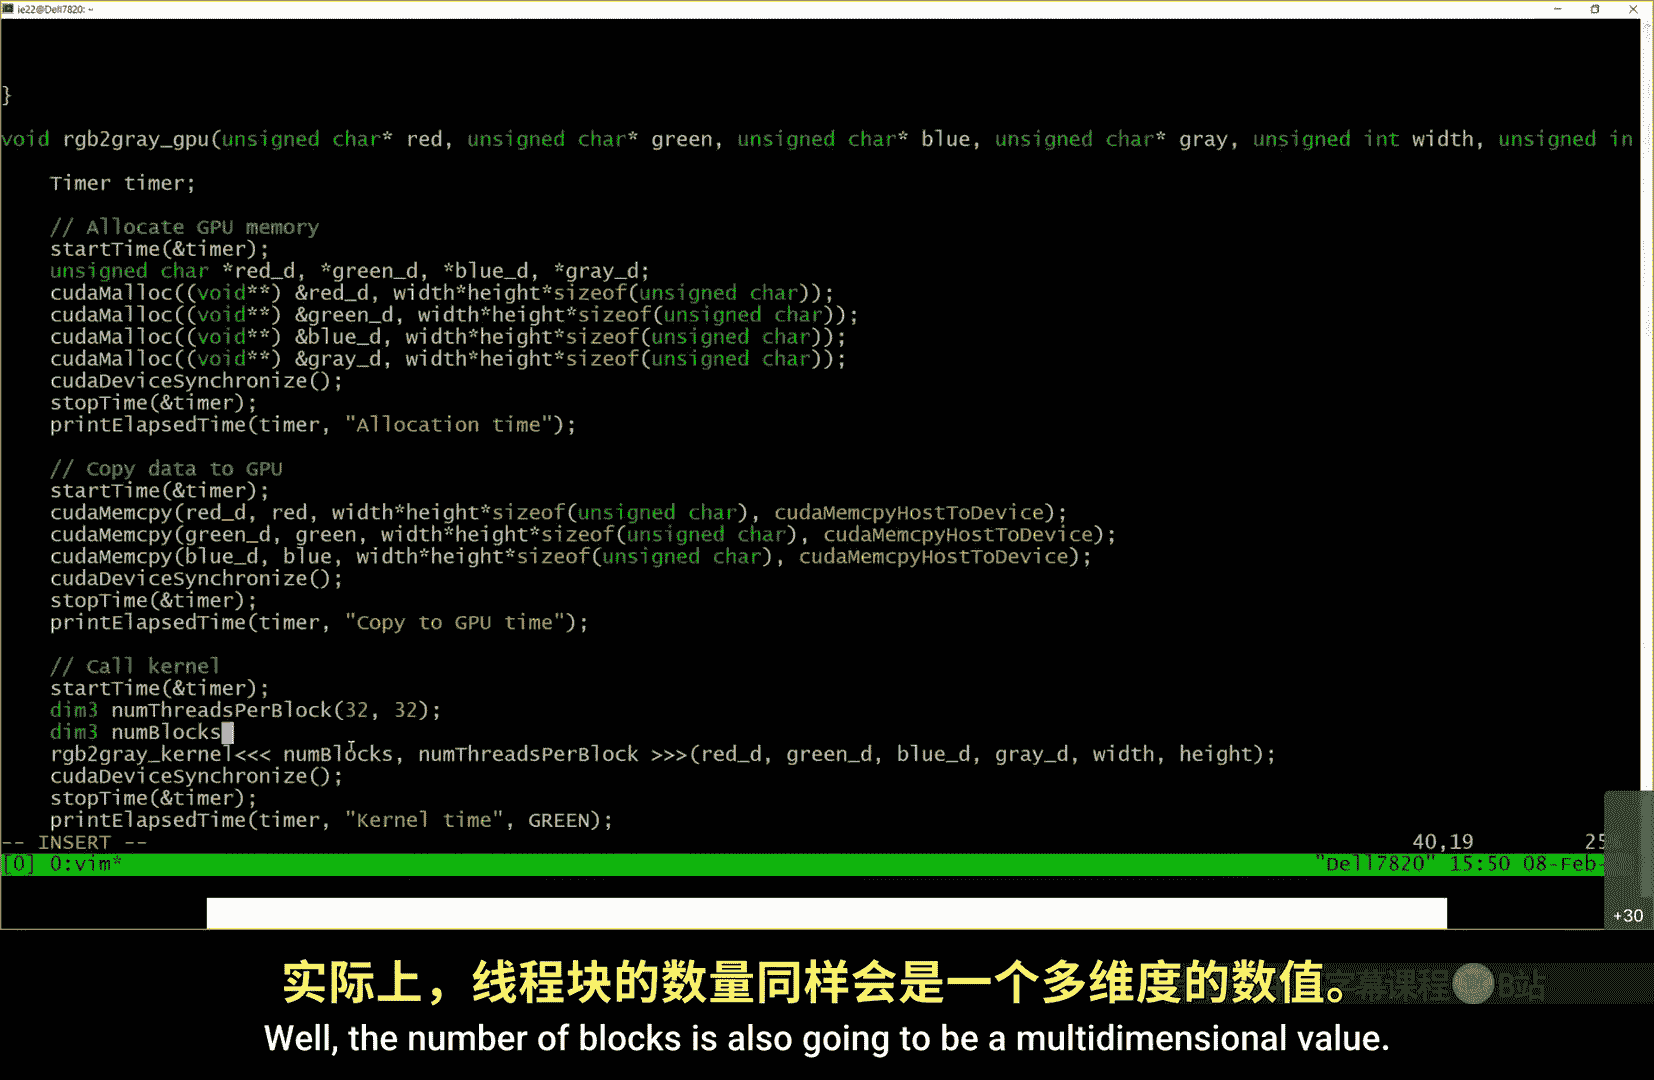 ie22@Dell7820: ~
}
void rgb2gray_gpu(unsigned char* red, unsigned char* green, unsigned char* blue, unsigned char* gray, unsigned int width, unsigned in
Timer timer;
// Allocate GPU memory
startTime(&timer);
unsigned char *red_d, *green_d, *blue_d, *gray_d;
cudaMalloc((void**) &red_d, width*height*sizeof(unsigned char));
cudaMalloc((void**) &green_d, width*height*sizeof(unsigned char));
cudaMalloc((void**) &blue_d, width*height*sizeof(unsigned char));
cudaMalloc((void**) &gray_d, width*height*sizeof(unsigned char));
cudaDeviceSynchronize();
stopTime(&timer);
printElapsedTime(timer, "Allocation time");
// Copy data to GPU
startTime(&timer);
cudaMemcpy(red_d, red, width*height*sizeof(unsigned char), cudaMemcpyHostToDevice);
cudaMemcpy(green_d, green, width*height*sizeof(unsigned char), cudaMemcpyHostToDevice);
cudaMemcpy(blue_d, blue, width*height*sizeof(unsigned char), cudaMemcpyHostToDevice);
cudaDeviceSynchronize();
stopTime(&timer);
printElapsedTime(timer, "Copy to GPU time");
// Call kernel
startTime(&timer);
dim3 numThreadsPerBlock(32, 32);
dim3 numBlocks
rgb2gray_kernel<<< numBlocks, numThreadsPerBlock >>>(red_d, green_d, blue_d, gray_d, width, height);
cudaDeviceSynchronize();
stopTime(&timer);
printElapsedTime(timer, "Kernel time", GREEN);
-- INSERT -- 40,19 25
[0] 0:vim* "Dell7820" 15:50 08-Feb-
+30
实际上，线程块的数量同样会是一个多维度的数值。
字幕课程 B站
Well, the number of blocks is also going to be a multidimensional value.